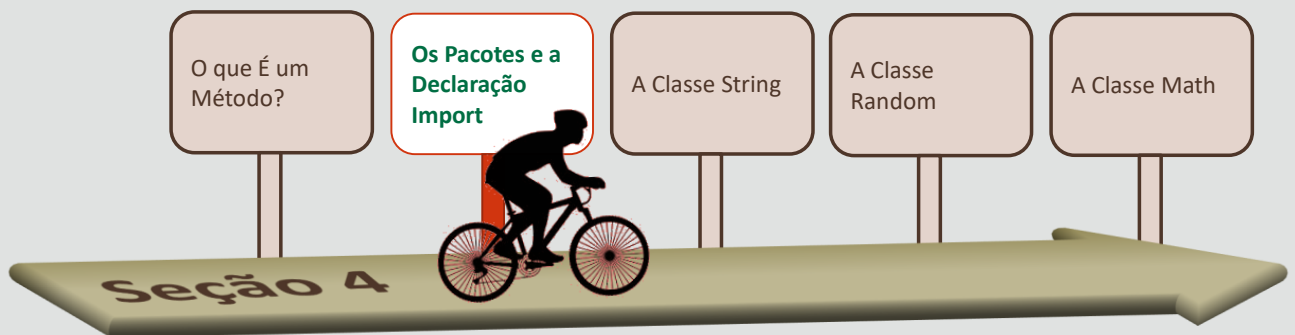 O que É um
Método?
Os Pacotes e a
Declaração
Import
A Classe String
A Classe
Random
A Classe Math
Seção 4